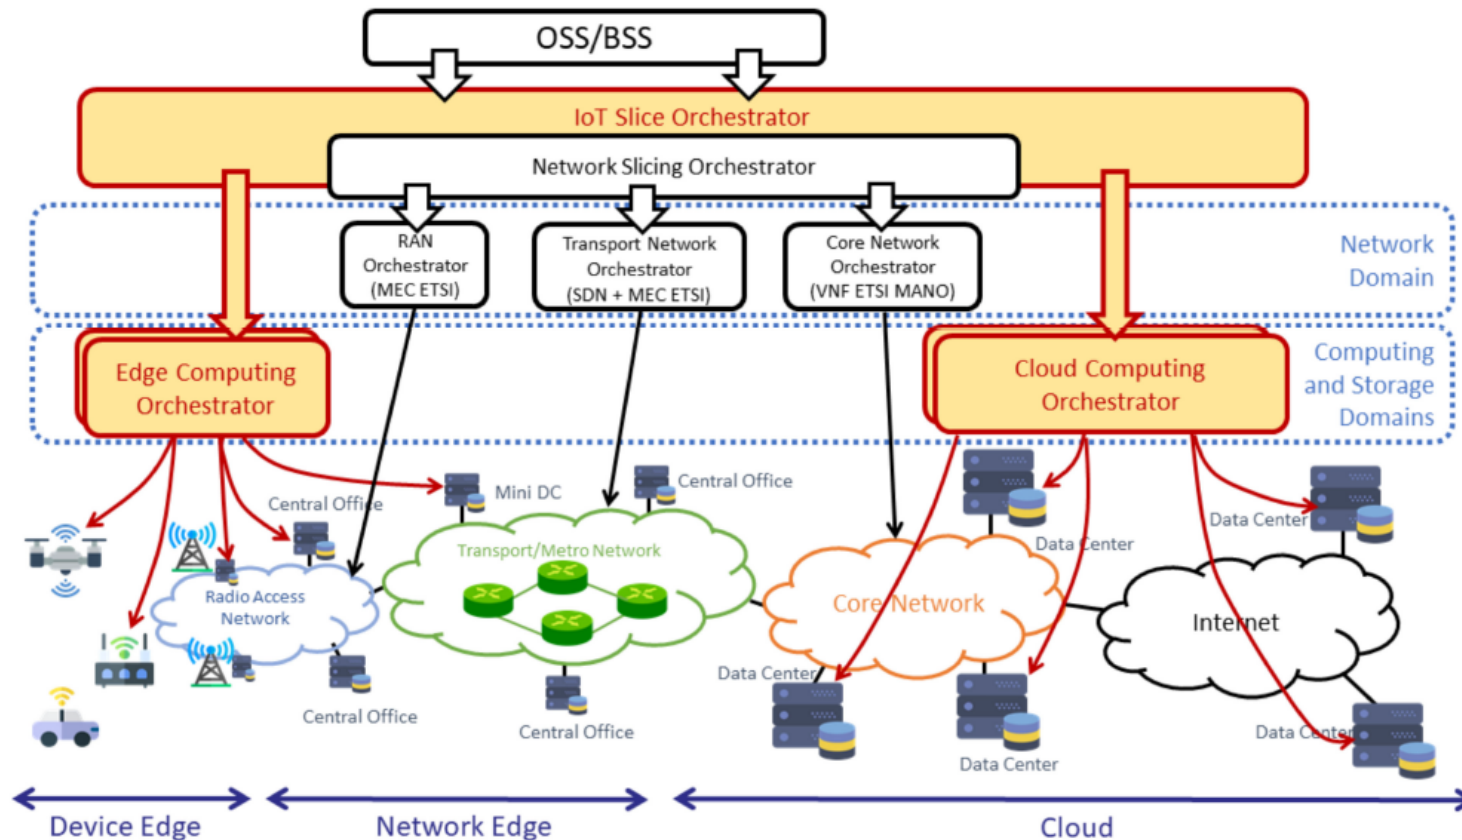 OSS/BSS
IoT Slice Orchestrator
Network Slicing Orchestrator
RAN
Orchestrator
(MEC ETSI)
Transport Network
Orchestrator
(SDN + MEC ETSI)
Core Network
Orchestrator
(VNF ETSI MANO)
Network
Domain
Edge Computing
Orchestrator
Cloud Computing
Orchestrator
Computing
and Storage
Domains
Central Office
Mini DC
Central Office
Data Center
Data Center
Transport/Metro Network
Radio Access
Network
Core Network
Internet
Central Office
Central Office
Data Center
Data Center
Data Center
Device Edge
Network Edge
Cloud